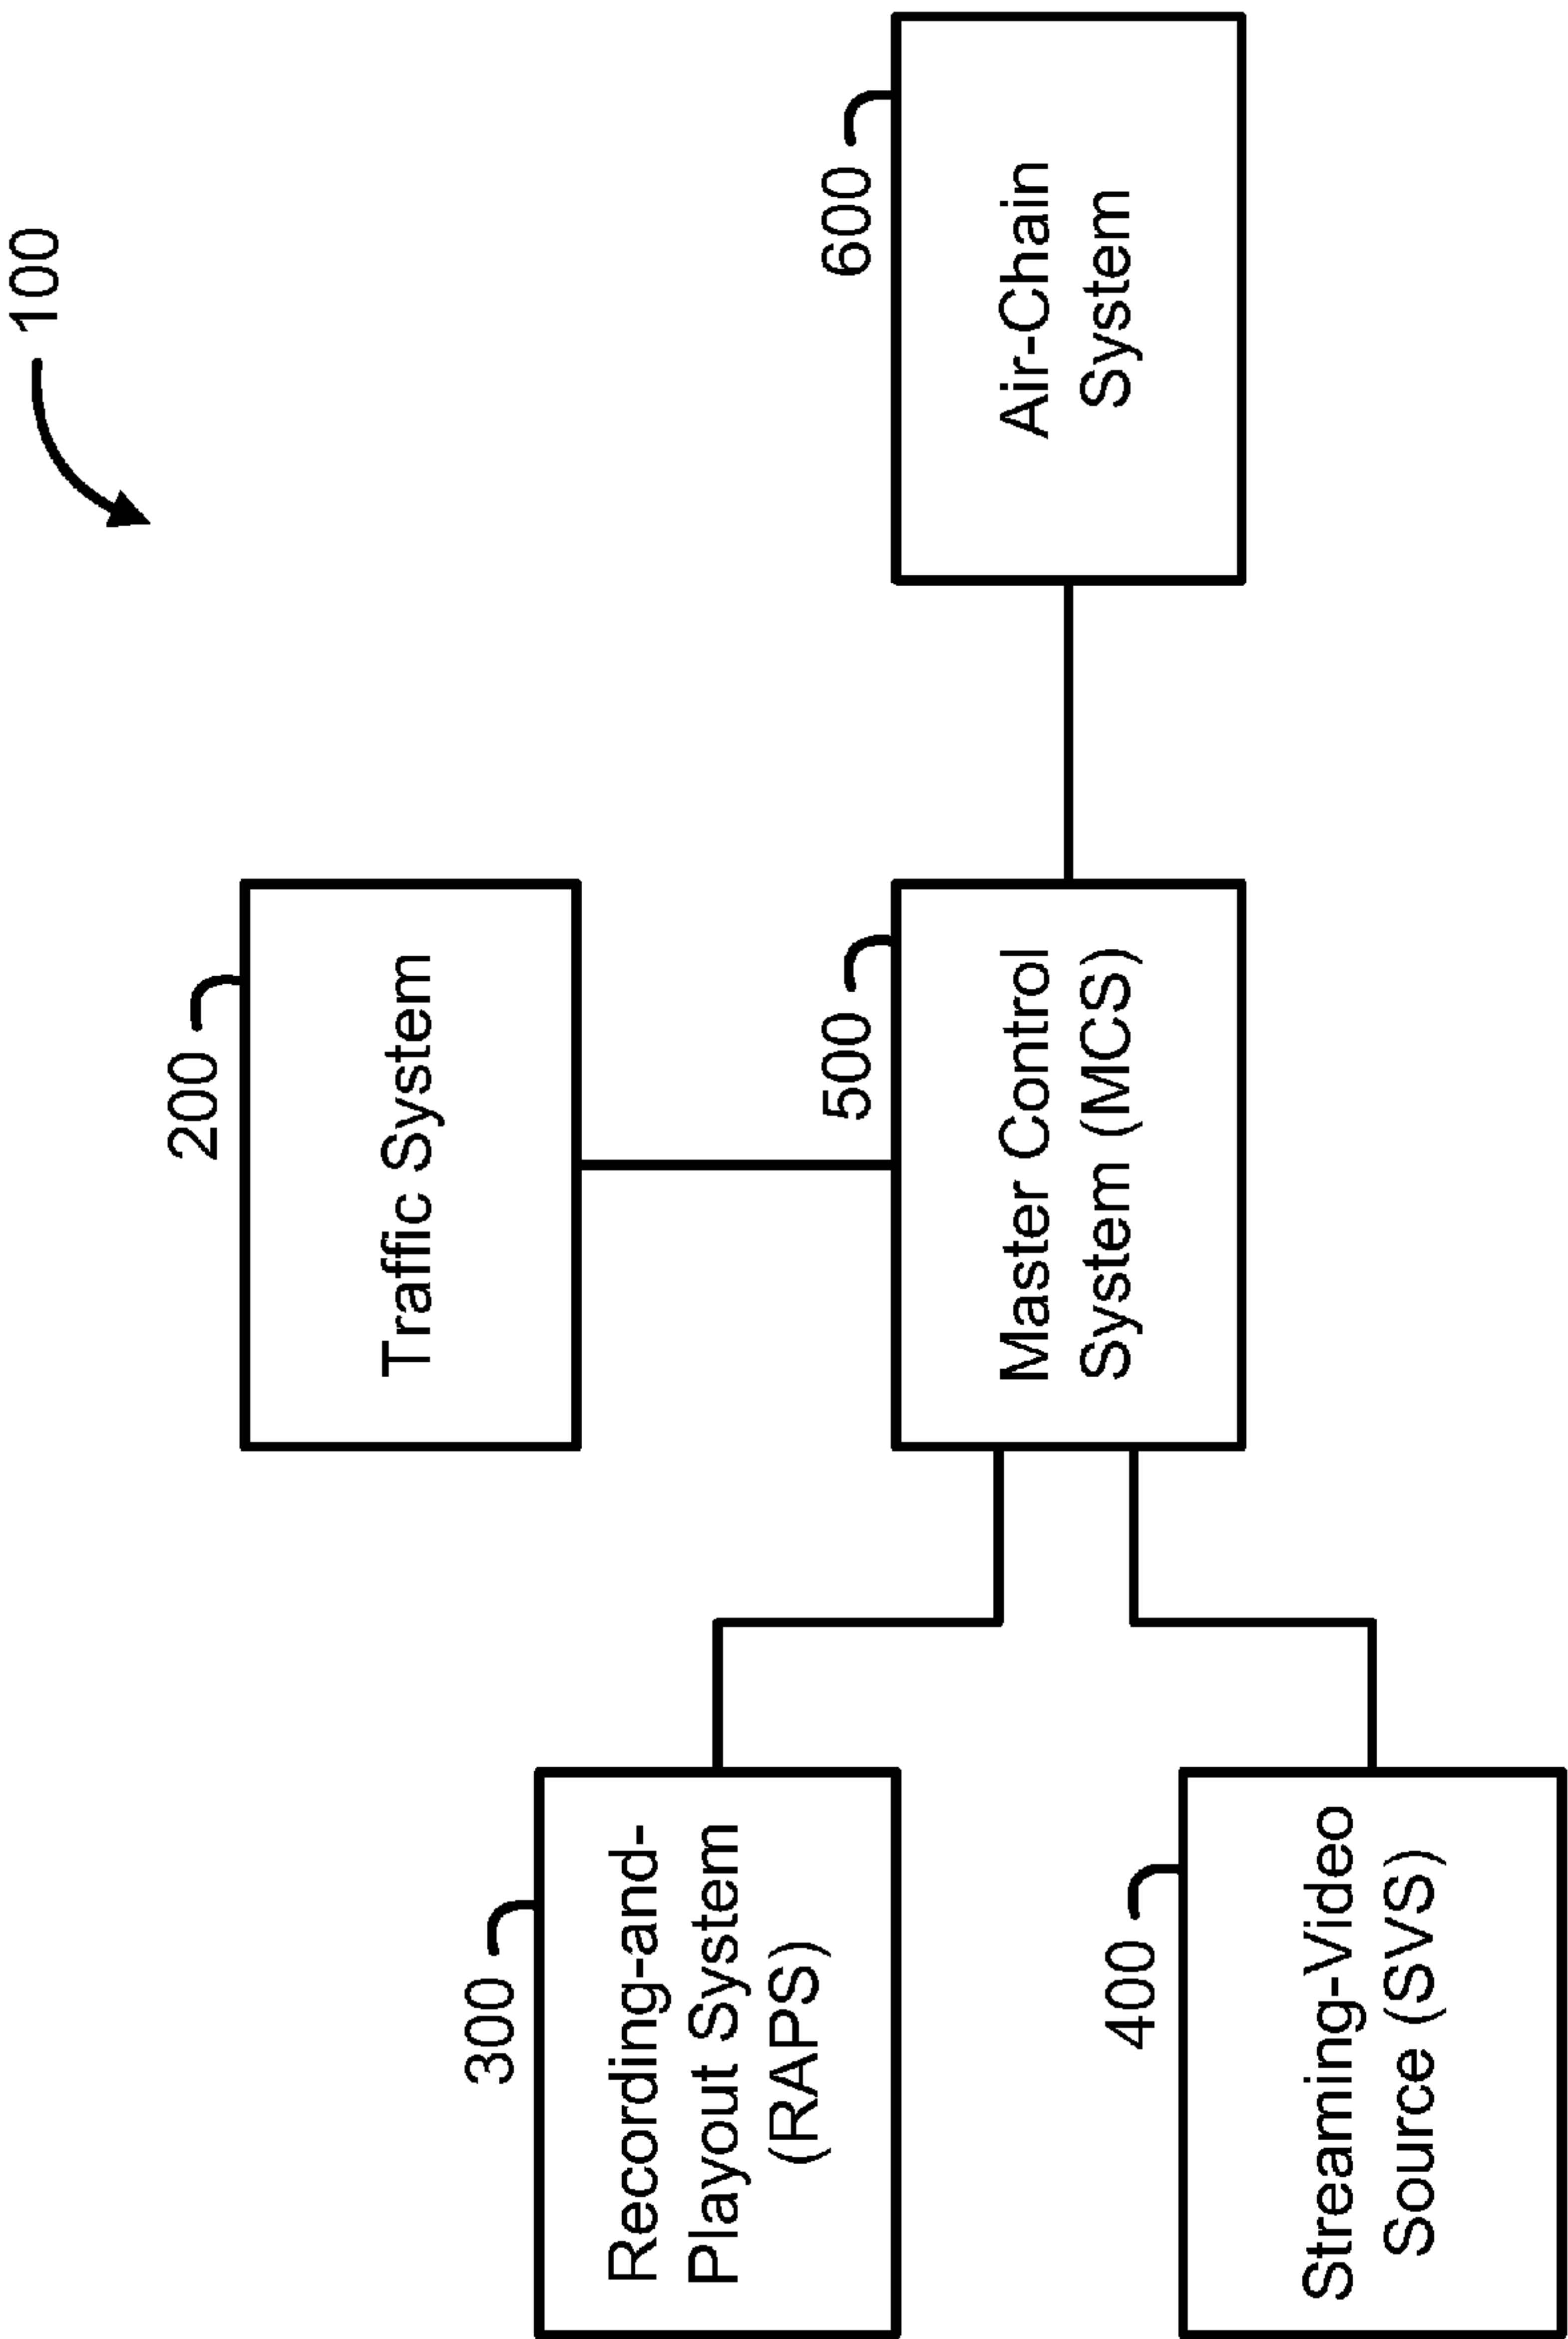 100
200
Traffic System
300
Recording-and-
Playout System
(RAPS)
500
Master Control
System (MCS)
600
Air-Chain
System
400
Streaming-Video
Source (SVS)